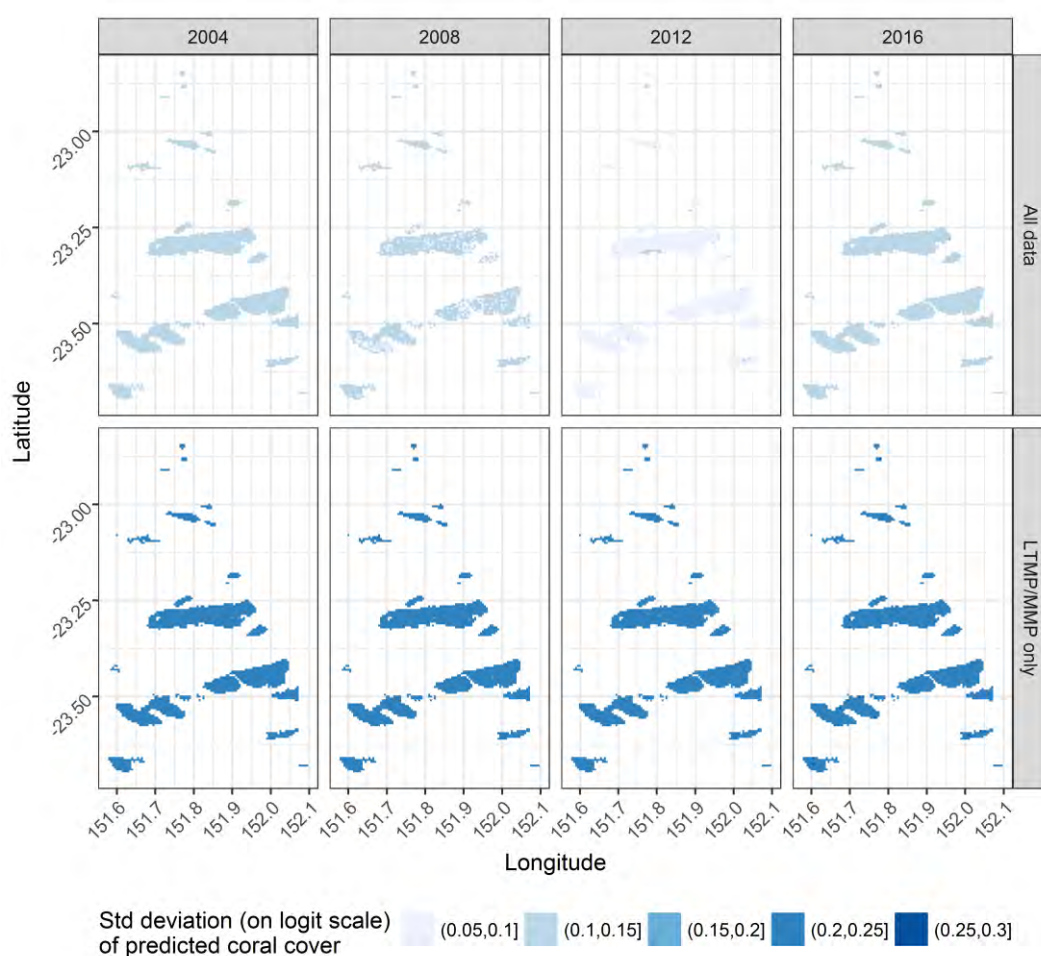 2004 2008 2012 2016
All data
-23.00
-23.25
-23.50
Latitude
LTMP/MMP only
-23.00
-23.25
-23.50
151.6 151.7 151.8 151.9 152.0 152.1 151.6 151.7 151.8 151.9 152.0 152.1 151.6 151.7 151.8 151.9 152.0 152.1 151.6 151.7 151.8 151.9 152.0 152.1
Longitude
Std deviation (on logit scale)
of predicted coral cover
(0.05,0.1] (0.1,0.15] (0.15,0.2] (0.2,0.25] (0.25,0.3]